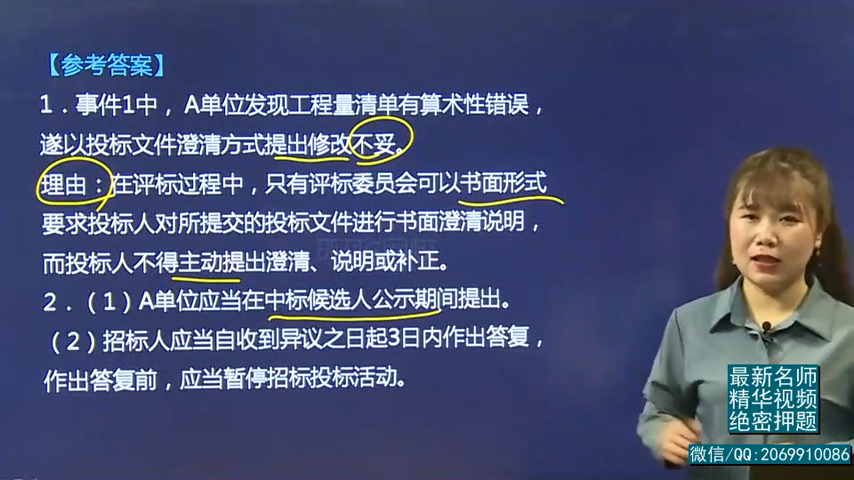 【参考答案】
1．事件1中，A单位发现工程量清单有算术性错误，
遂以投标文件澄清方式提出修改不妥。
理由：在评标过程中，只有评标委员会可以书面形式
要求投标人对所提交的投标文件进行书面澄清说明，
而投标人不得主动提出澄清、说明或补正。
2．（1）A单位应当在中标候选人公示期间提出。
（2）招标人应当自收到异议之日起3日内作出答复，
作出答复前，应当暂停招标投标活动。
最新名师
精华视频
绝密押题
微信/QQ:2069910086